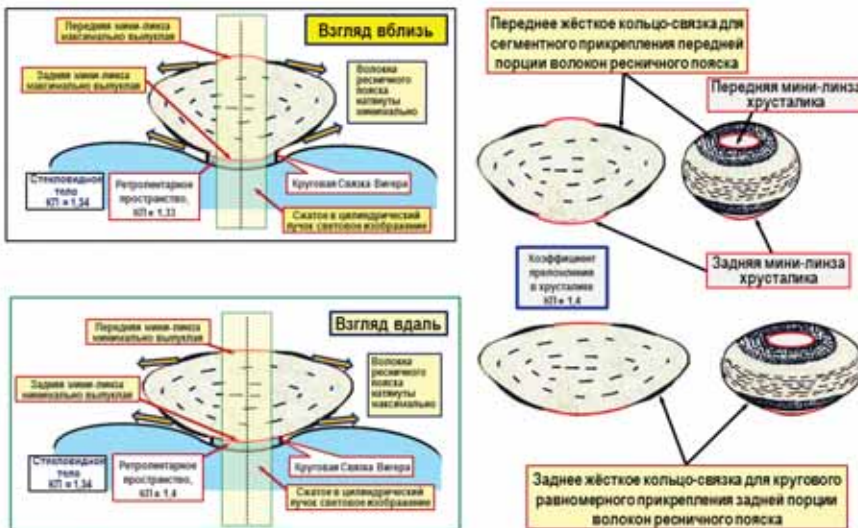 Передняя мини-линза
максимально выпуклая
Взгляд вблизь
Задняя мини-линза
максимально выпуклая
Волокна
ресничного
пояска
натянуты
минимально
Стекловидное
тело
КП = 1,34
Ретролентарное
пространство,
КП = 1,33
Круговая Связка Вигера
Сжатое в цилиндрический
пучок световое изображение
Переднее жёсткое кольцо-связка для
сегментного прикрепления передней
порции волокон ресничного пояска
Передняя мини-линза
хрусталика
Задняя мини-линза
хрусталика
Коэффициент
преломления
в хрусталике
КП = 1,4
Передняя мини-линза
минимально выпуклая
Взгляд вдаль
Задняя мини-линза
минимально выпуклая
Волокна
ресничного
пояска
натянуты
максимально
Стекловидное
тело
КП = 1,34
Ретролентарное
пространство,
КП = 1,4
Круговая Связка Вигера
Сжатое в цилиндрический
пучок световое изображение
Заднее жёсткое кольцо-связка для кругового
равномерного прикрепления задней порции
волокон ресничного пояска